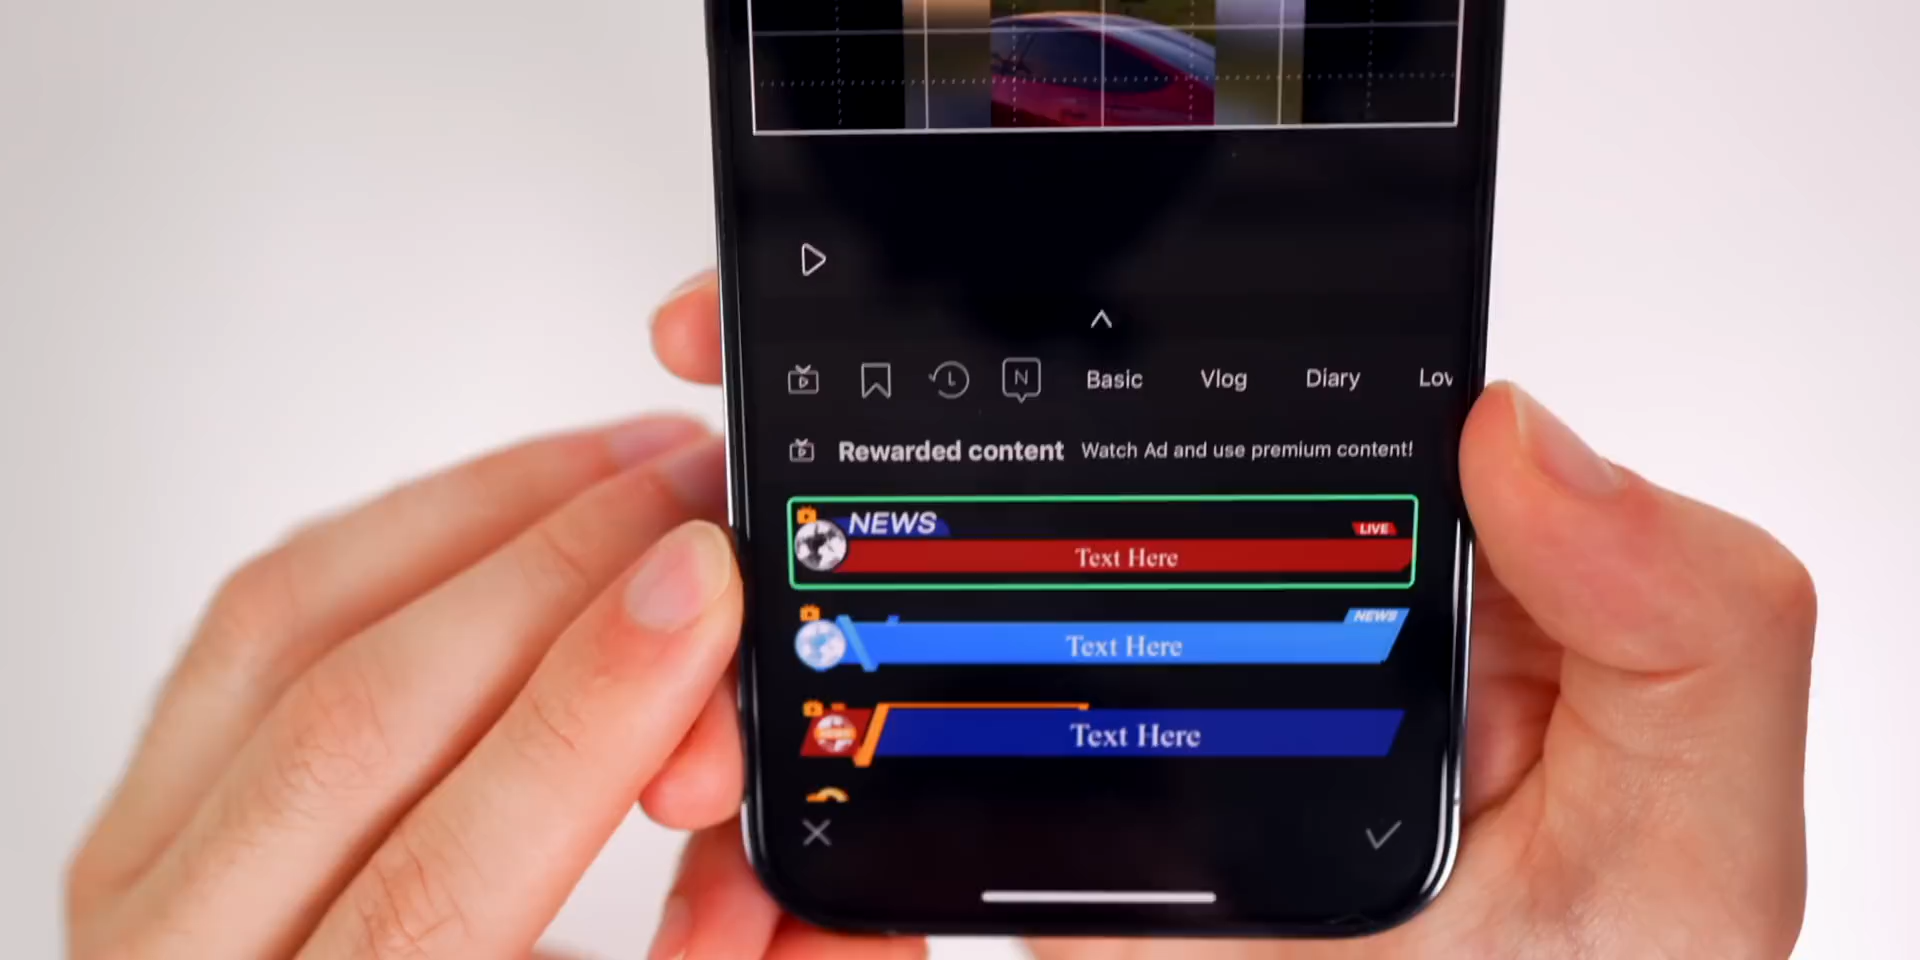 N Basic Vlog Diary Lov
Rewarded content Watch Ad and use premium content!
NEWS
LIVE
Text Here
NEWS
Text Here
Text Here